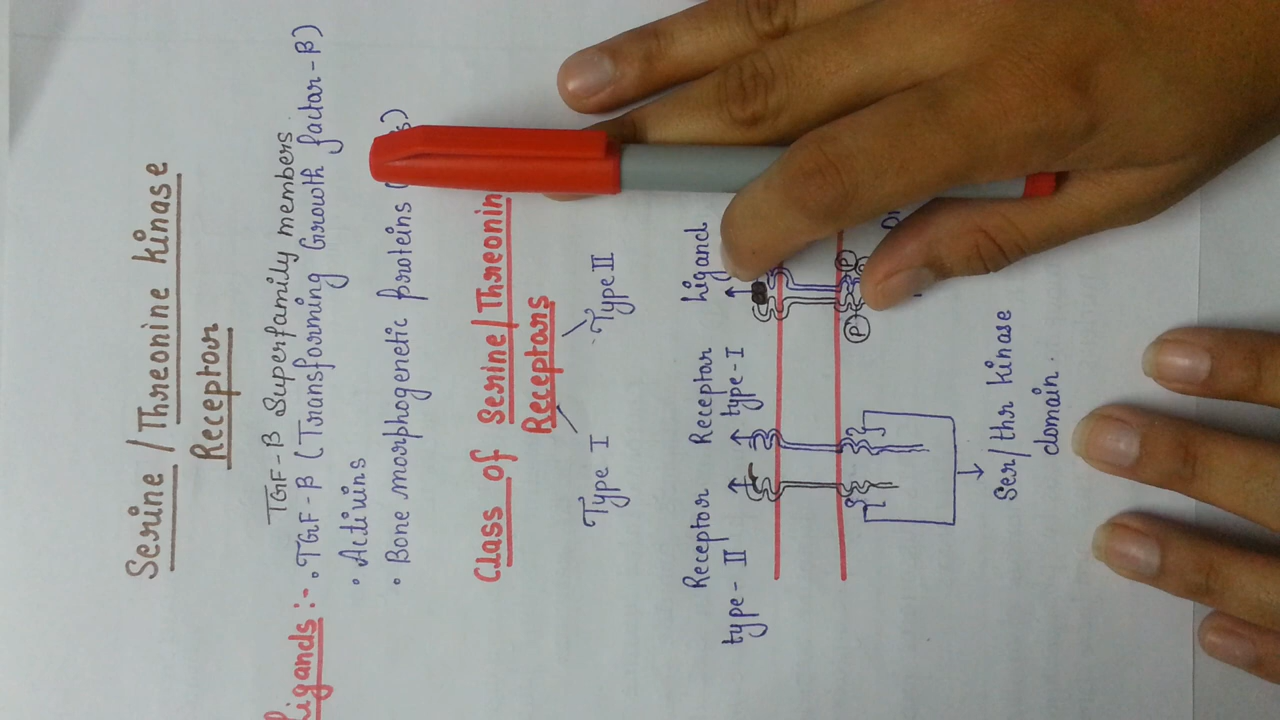 Serine / Threonine kinase
Receptor
TGF-β Superfamily members
Ligands :- • TGF-β (Transforming Growth factor-β)
• Activins
• Bone morphogenetic proteins
Class of Serine/Threonin
Receptors
Type I Type II
Receptor type-II
Receptor type-I
Ligand
P P
Ser/thr kinase
domain.